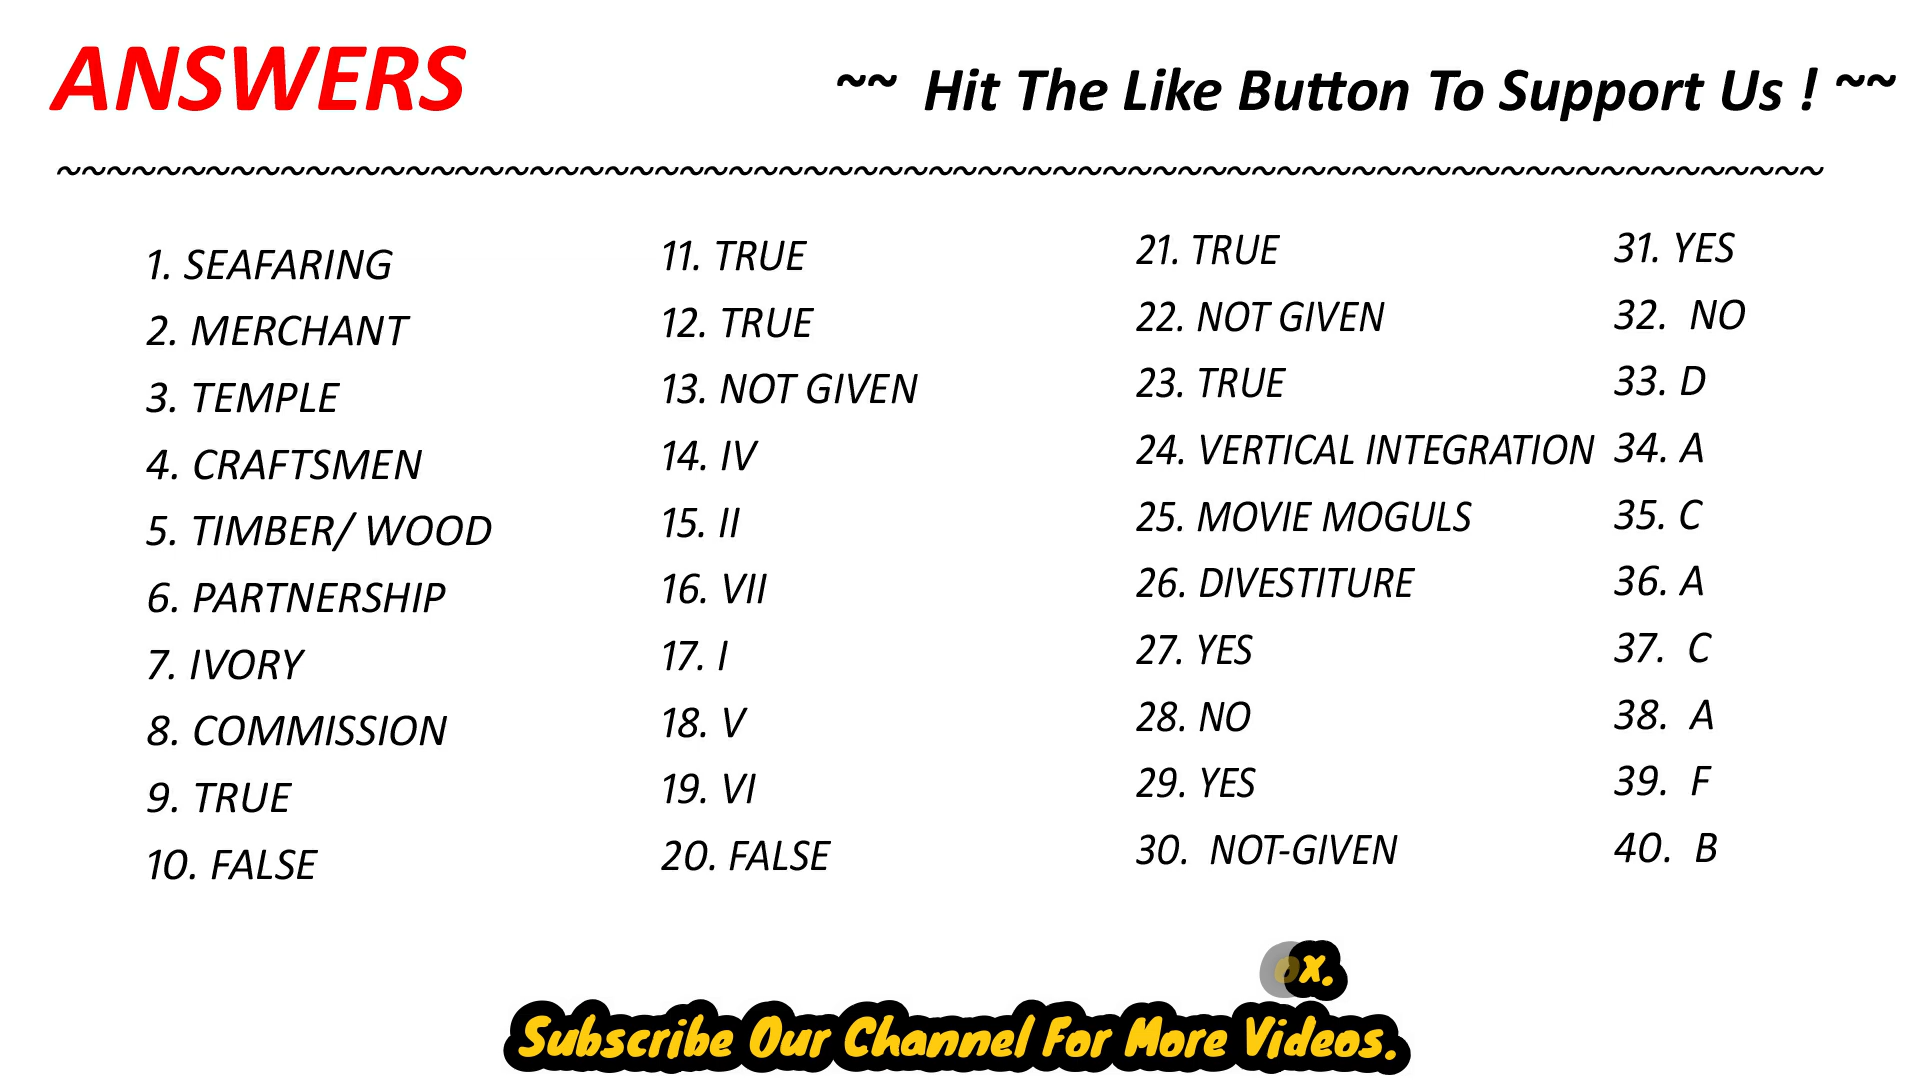 ANSWERS
~~ Hit The Like Button To Support Us ! ~~
~~~~~~~~~~~~~~~~~~~~~~~~~~~~~~~~~~~~~~~~~~~~~~~~~~~~~~~~~~~~~~~~~~~~~~~
1. SEAFARING
2. MERCHANT
3. TEMPLE
4. CRAFTSMEN
5. TIMBER/ WOOD
6. PARTNERSHIP
7. IVORY
8. COMMISSION
9. TRUE
10. FALSE
11. TRUE
12. TRUE
13. NOT GIVEN
14. IV
15. II
16. VII
17. I
18. V
19. VI
20. FALSE
21. TRUE
22. NOT GIVEN
23. TRUE
24. VERTICAL INTEGRATION
25. MOVIE MOGULS
26. DIVESTITURE
27. YES
28. NO
29. YES
30. NOT-GIVEN
31. YES
32. NO
33. D
34. A
35. C
36. A
37. C
38. A
39. F
40. B
ox.
Subscribe Our Channel For More Videos.